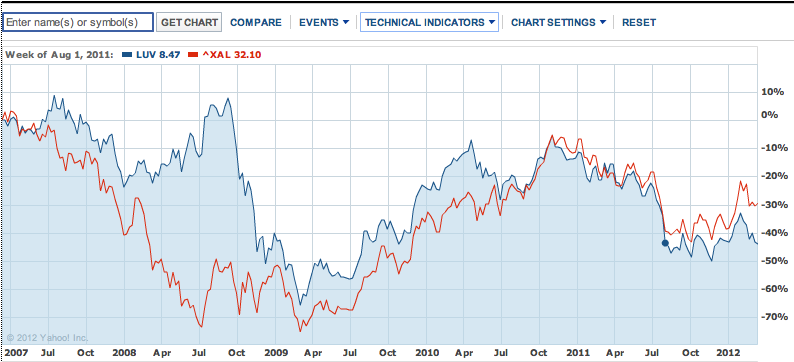 Enter name(s) or symbol(s) GET CHART COMPARE EVENTS TECHNICAL INDICATORS CHART SETTINGS RESET
Week of Aug 1, 2011: LUV 8.47 ^XAL 32.10
10%
0%
-10%
-20%
-30%
-40%
-50%
-60%
-70%
© 2012 Yahoo! Inc.
2007 Jul Oct 2008 Apr Jul Oct 2009 Apr Jul Oct 2010 Apr Jul Oct 2011 Apr Jul Oct 2012